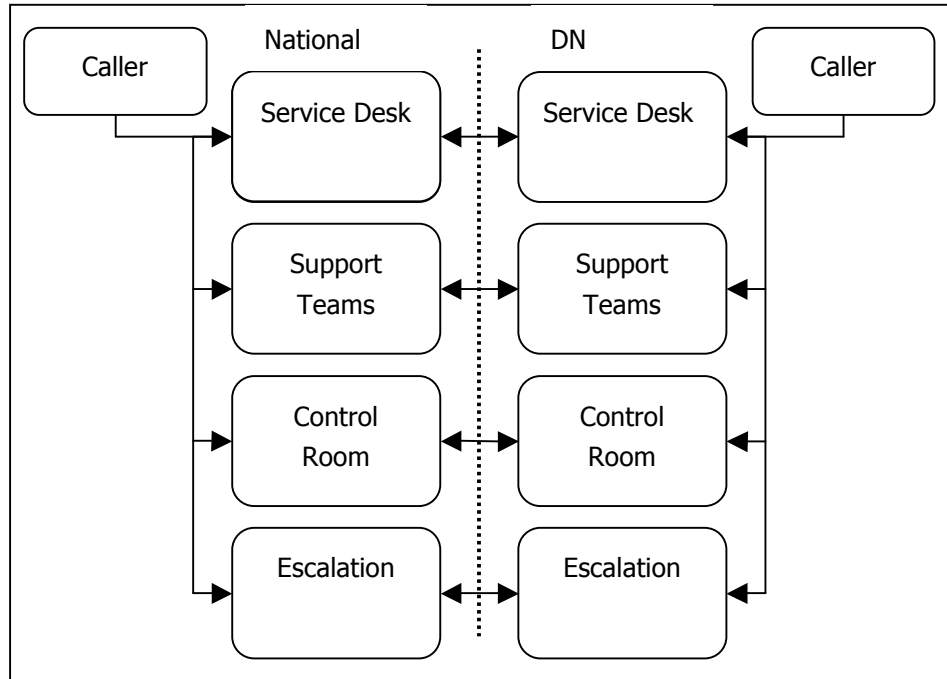 National
DN
Caller
Caller
Service Desk
Service Desk
Support
Teams
Support
Teams
Control
Room
Control
Room
Escalation
Escalation